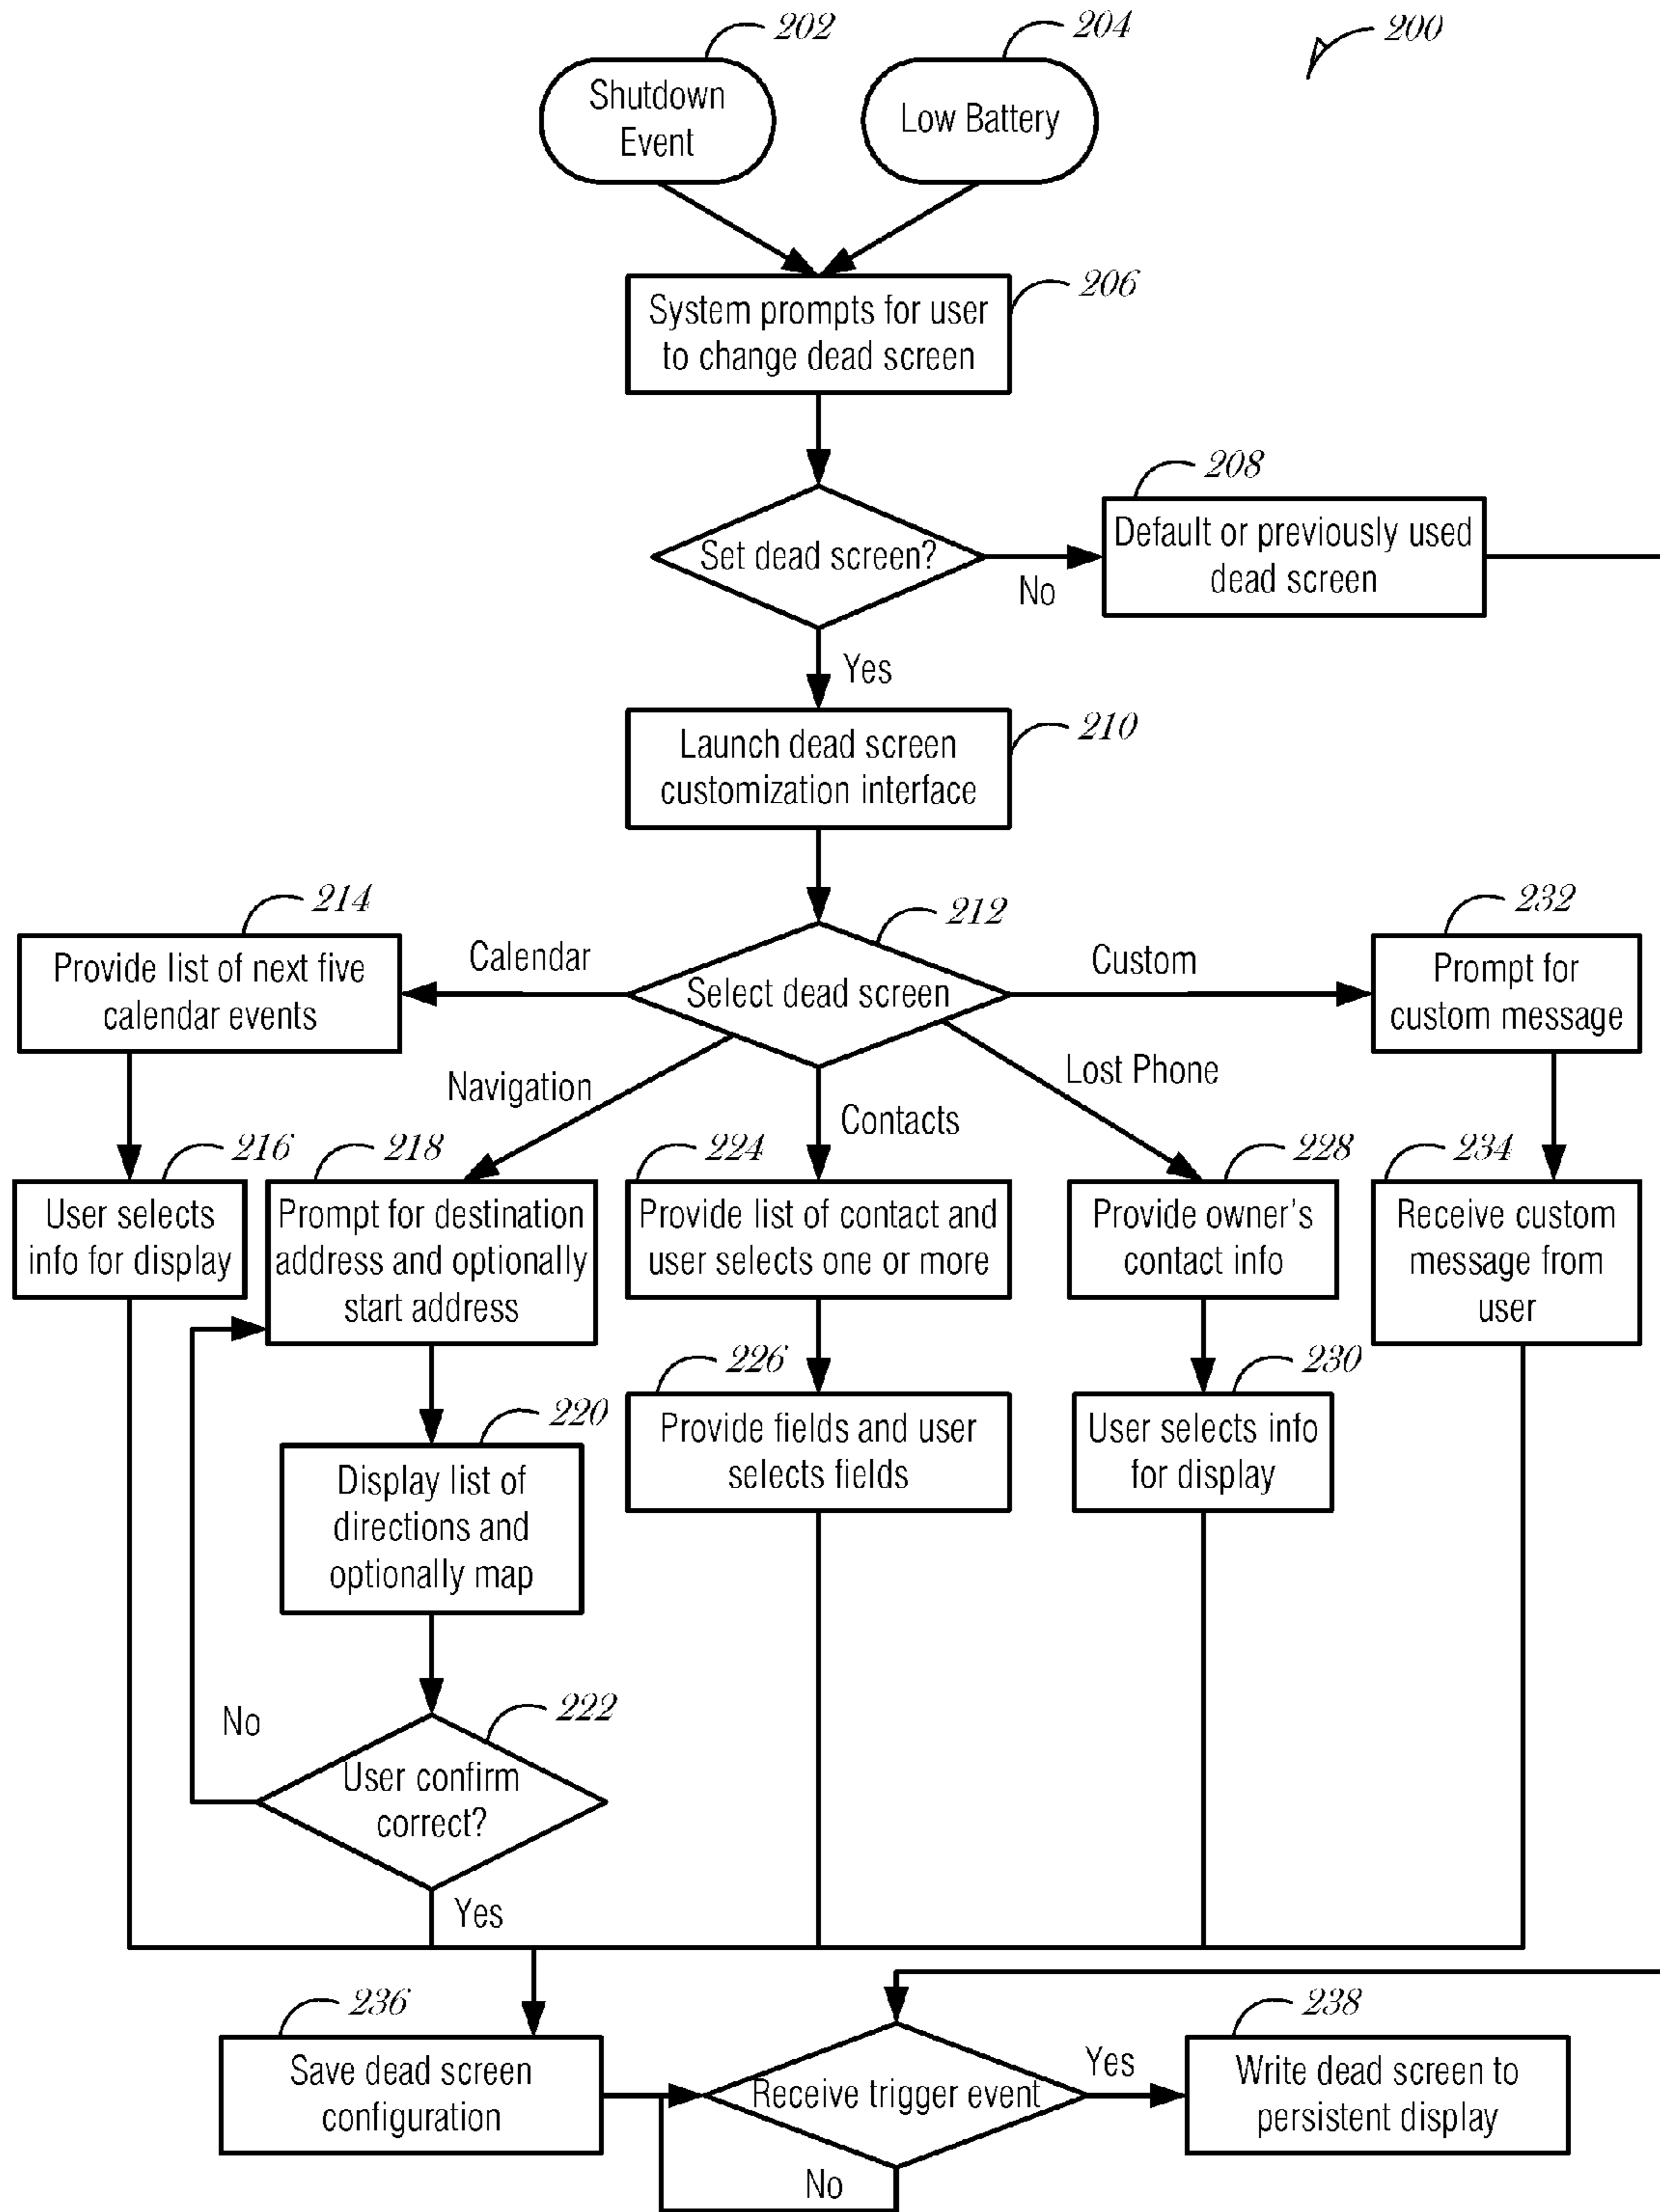 202
204
200
Shutdown
Event
Low Battery
206
System prompts for user
to change dead screen
208
Set dead screen?
No
Default or previously used
dead screen
Yes
210
Launch dead screen
customization interface
214
212
232
Provide list of next five
calendar events
Calendar
Select dead screen
Custom
Prompt for
custom message
Navigation
Contacts
Lost Phone
216
218
224
228
234
User selects
info for display
Prompt for destination
address and optionally
start address
Provide list of contact and
user selects one or more
Provide owner's
contact info
Receive custom
message from
user
220
226
230
Display list of
directions and
optionally map
Provide fields and user
selects fields
User selects info
for display
No
222
User confirm
correct?
Yes
236
238
Save dead screen
configuration
Receive trigger event
Yes
Write dead screen to
persistent display
No